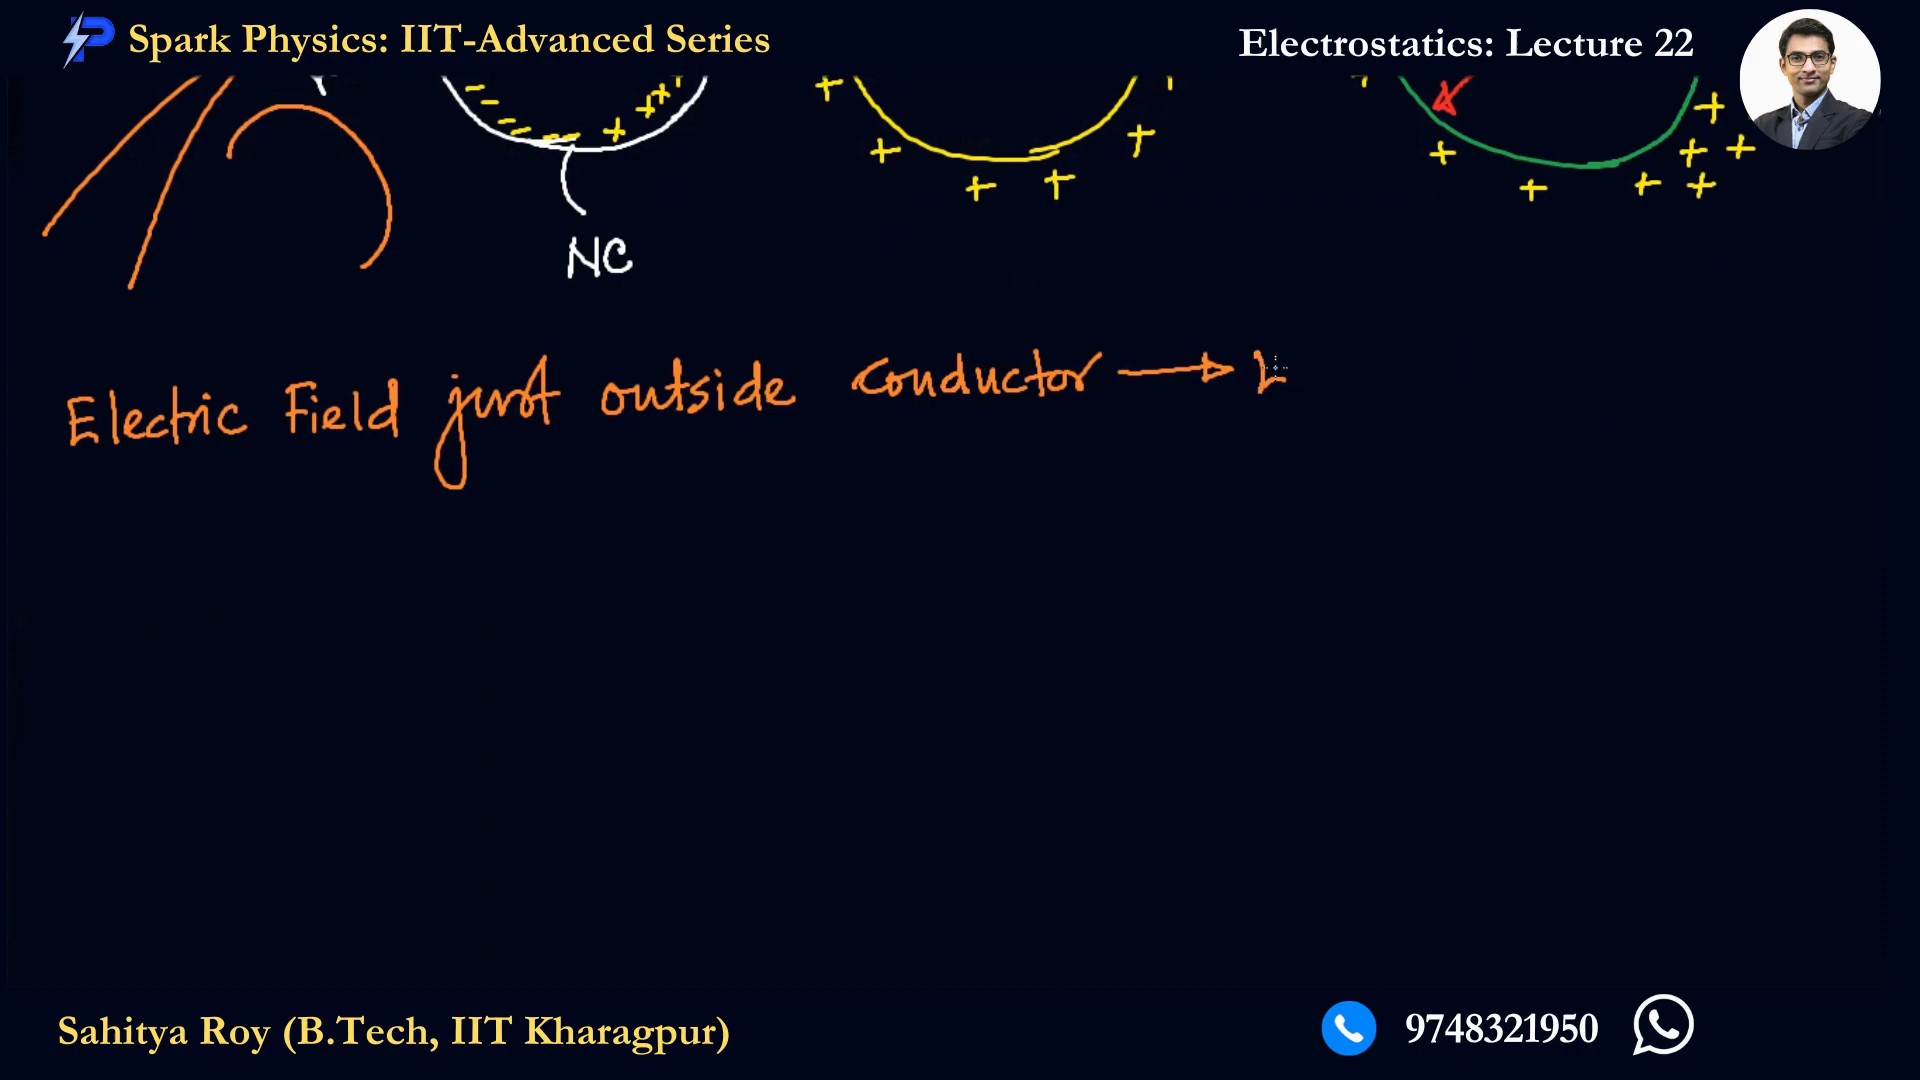 Spark Physics: IIT-Advanced Series
Electrostatics: Lecture 22
NC
Electric Field just outside conductor →
Sahitya Roy (B.Tech, IIT Kharagpur)
9748321950